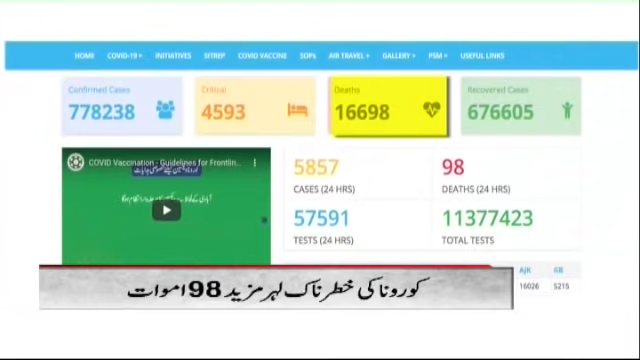 HOME COVID-19 INITIATIVES SITREP COVID VACCINE SOPs AIR TRAVEL GALLERY PSM USEFUL LINKS
Confirmed Cases
778238
Critical
4593
Deaths
16698
Recovered Cases
676605
COVID Vaccination - Guidelines for Frontlin...
5857
CASES (24 HRS)
98
DEATHS (24 HRS)
57591
TESTS (24 HRS)
11377423
TOTAL TESTS
AJK GB
16026 5215
کورونا کی خطرناک لہر مزید 98 اموات